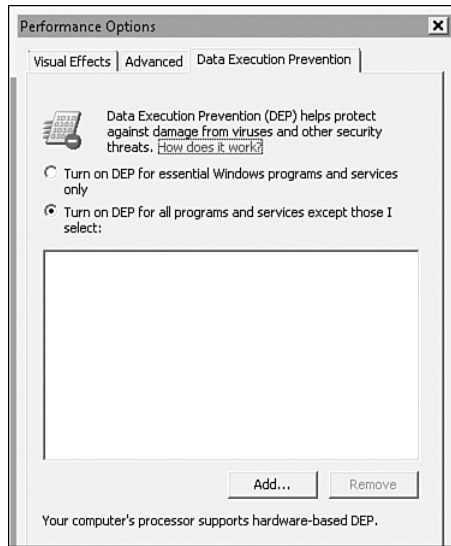 Performance Options
Visual Effects
Advanced
Data Execution Prevention
Data Execution Prevention (DEP) helps protect
against damage from viruses and other security
threats. How does it work?
Turn on DEP for essential Windows programs and services
only
Turn on DEP for all programs and services except those I
select:
Add...
Remove
Your computer's processor supports hardware-based DEP.